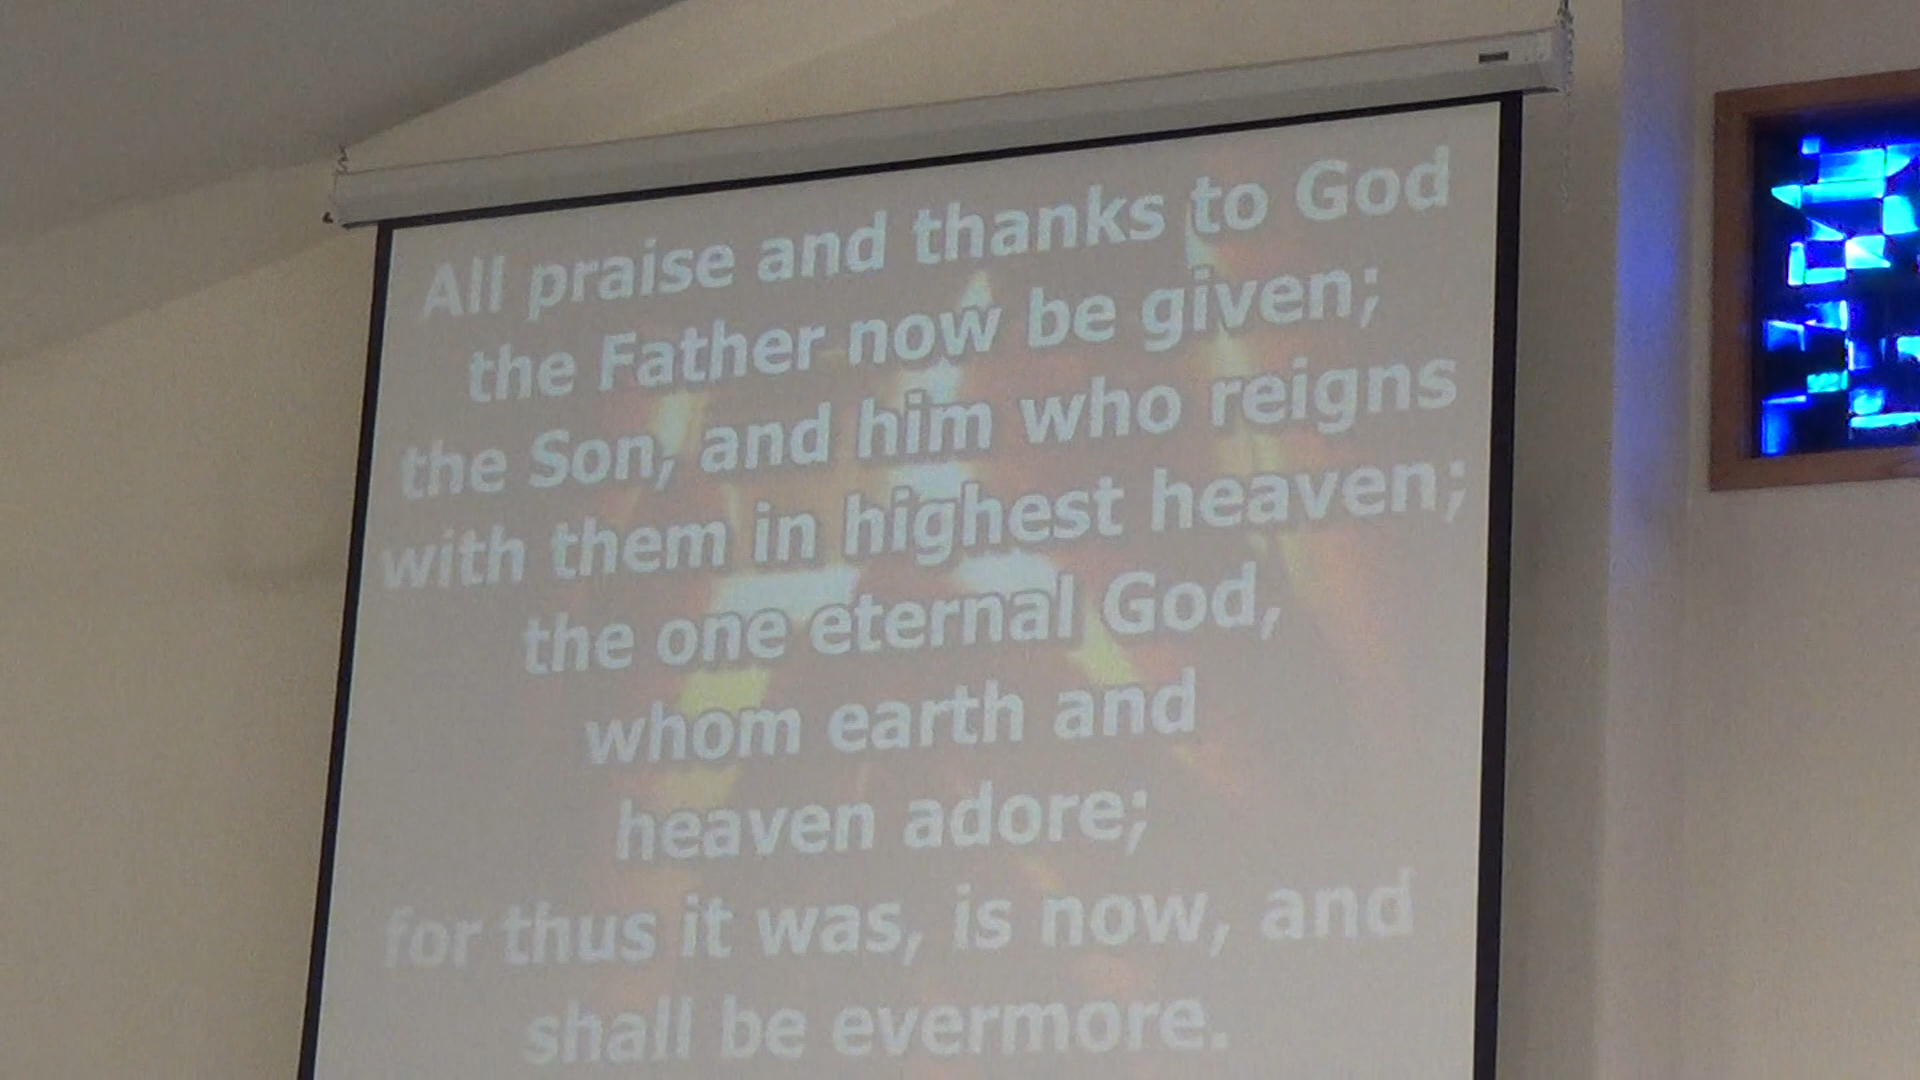 All praise and thanks to God
the Father now be given;
the Son, and him who reigns
with them in highest heaven;
the one eternal God,
whom earth and
heaven adore;
for thus it was, is now, and
shall be evermore.